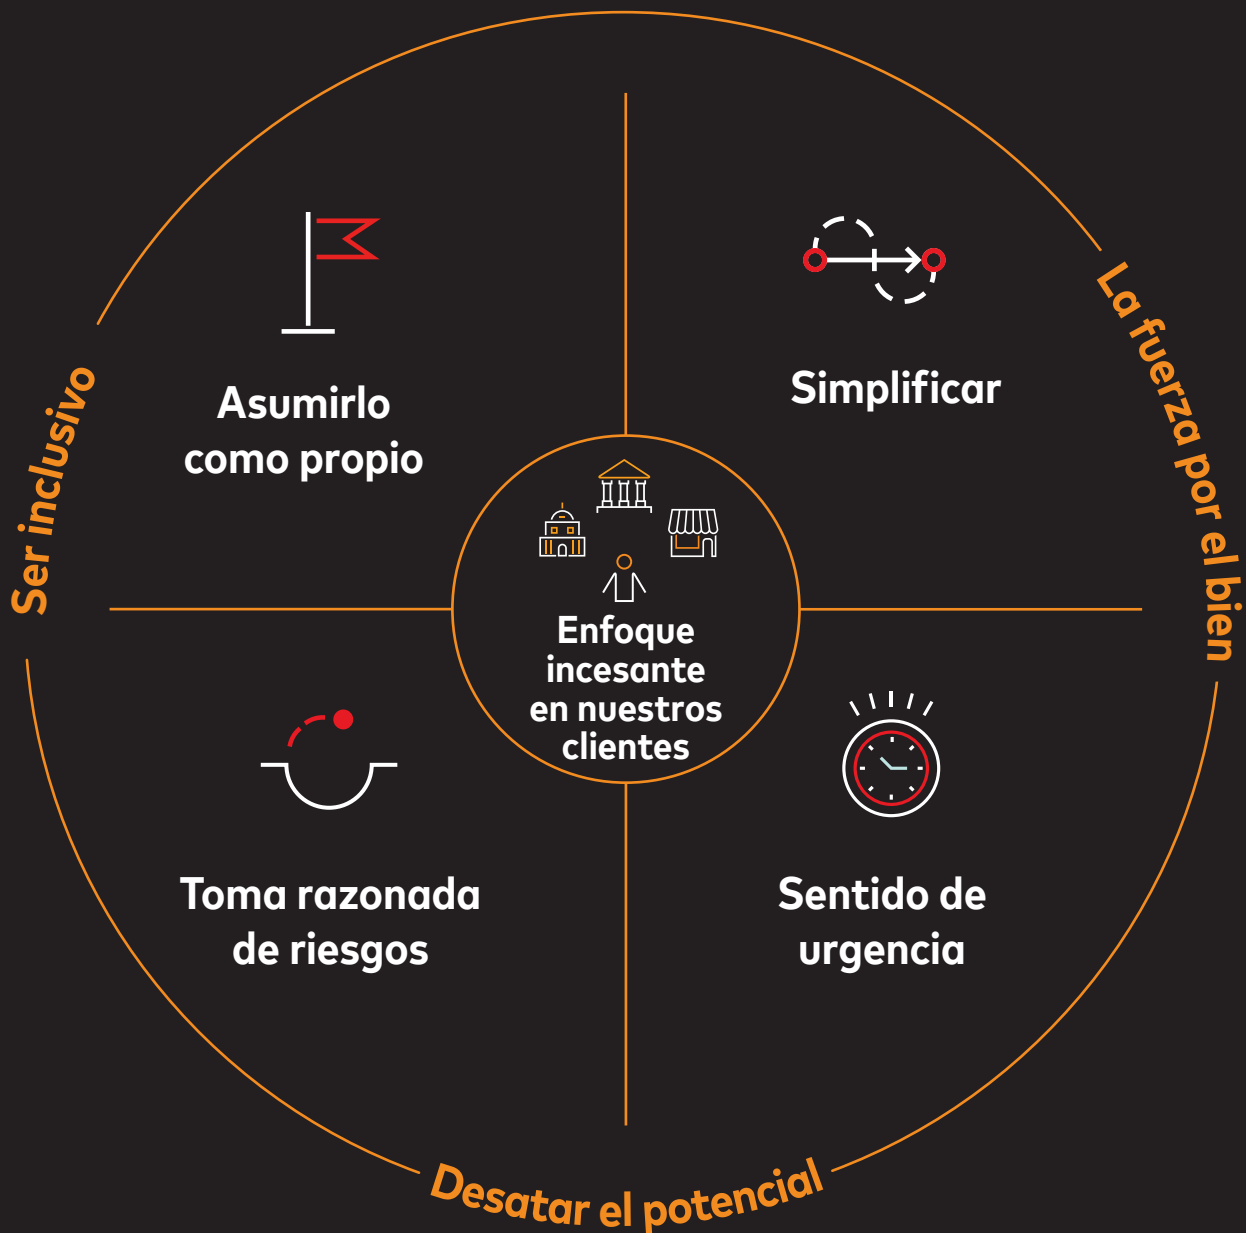 Asumirlo
como propio
Simplificar
Ser inclusivo
La fuerza por el bien
Enfoque
incesante
en nuestros
clientes
Toma razonada
de riesgos
Sentido de
urgencia
Desatar el potencial